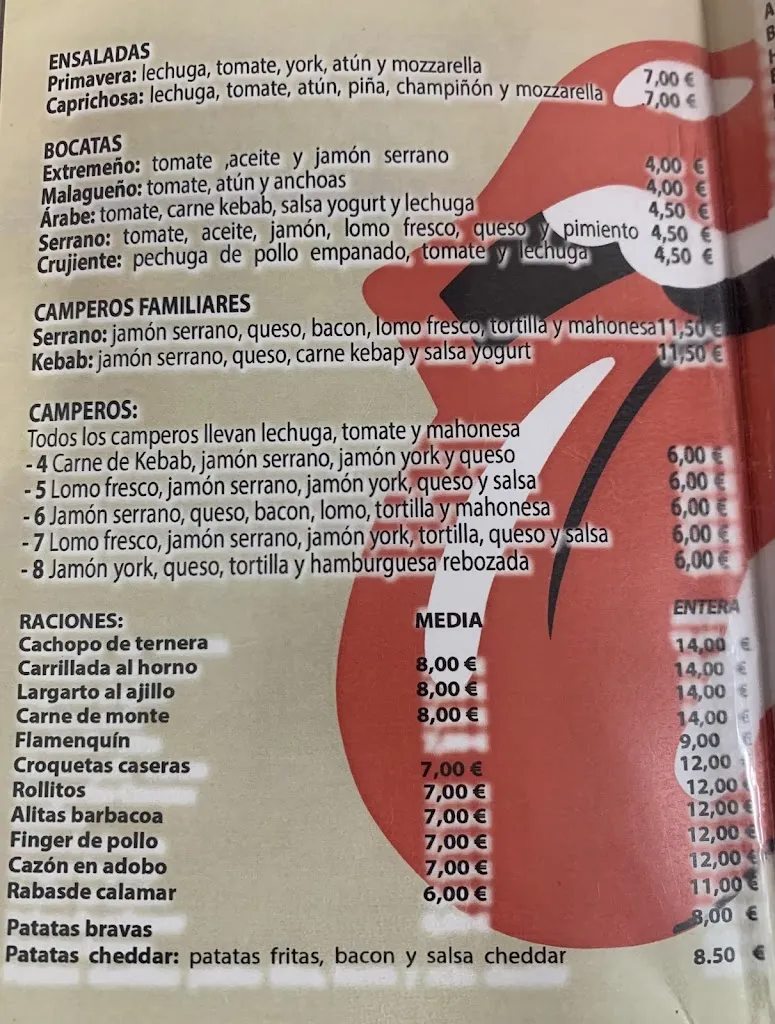 ENSALADAS
Primavera: lechuga, tomate, york, atún y mozzarella 7,00 €
Caprichosa: lechuga, tomate, atún, piña, champiñón y mozzarella 7,00 €
BOCATAS
Extremeño: tomate ,aceite y jamón serrano 4,00 €
Malagueño: tomate, atún y anchoas 4,00 €
Árabe: tomate, carne kebab, salsa yogurt y lechuga 4,50 €
Serrano: tomate, aceite, jamón, lomo fresco, queso y pimiento 4,50 €
Crujiente: pechuga de pollo empanado, tomate y lechuga 4,50 €
CAMPEROS FAMILIARES
Serrano: jamón serrano, queso, bacon, lomo fresco, tortilla y mahonesa 11,50 €
Kebab: jamón serrano, queso, carne kebap y salsa yogurt 11,50 €
CAMPEROS:
Todos los camperos llevan lechuga, tomate y mahonesa
- 4 Carne de Kebab, jamón serrano, jamón york y queso 6,00 €
- 5 Lomo fresco, jamón serrano, jamón york, queso y salsa 6,00 €
- 6 Jamón serrano, queso, bacon, lomo, tortilla y mahonesa 6,00 €
- 7 Lomo fresco, jamón serrano, jamón york, tortilla, queso y salsa 6,00 €
- 8 Jamón york, queso, tortilla y hamburguesa rebozada 6,00 €
RACIONES: MEDIA ENTERA
Cachopo de ternera 14,00 €
Carrillada al horno 8,00 € 14,00 €
Largarto al ajillo 8,00 € 14,00 €
Carne de monte 8,00 € 14,00 €
Flamenquín 9,00
Croquetas caseras 7,00 € 12,00
Rollitos 7,00 € 12,00 €
Alitas barbacoa 7,00 € 12,00 €
Finger de pollo 7,00 € 12,00 €
Cazón en adobo 7,00 € 12,00 €
Rabasde calamar 6,00 € 11,00 €
Patatas bravas 8,00 €
Patatas cheddar: patatas fritas, bacon y salsa cheddar 8.50 €